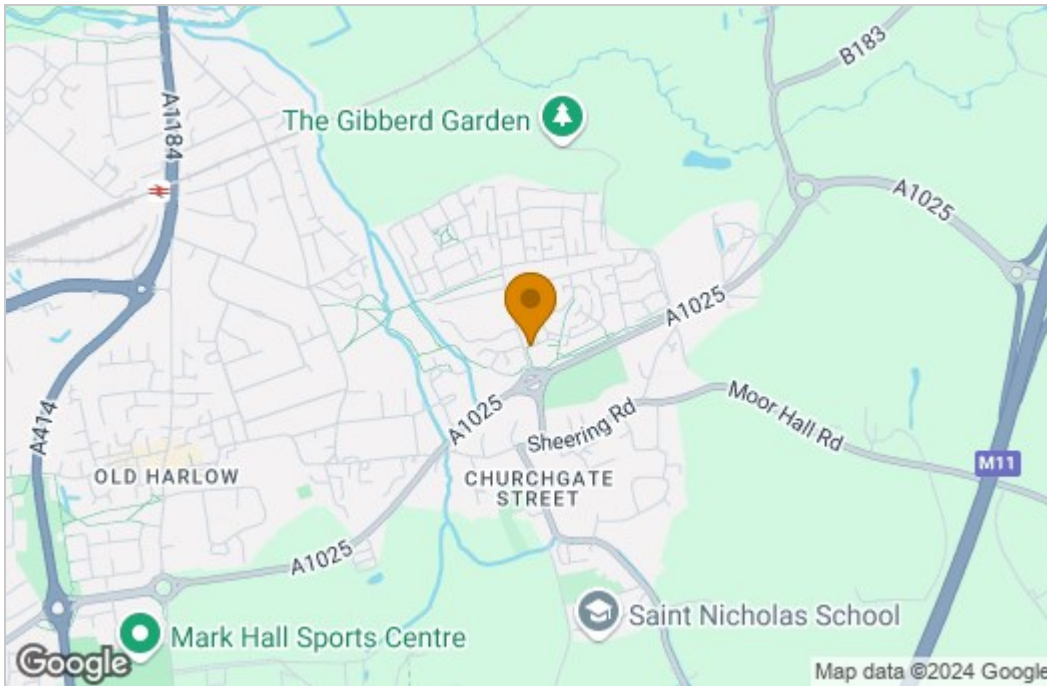 B183
The Gibberd Garden
A1184
A1025
A1025
Moor Hall Rd
A1025
Sheering Rd
A414
OLD HARLOW
CHURCHGATE
STREET
M11
A1025
Saint Nicholas School
Mark Hall Sports Centre
Google
Map data ©2024 Google